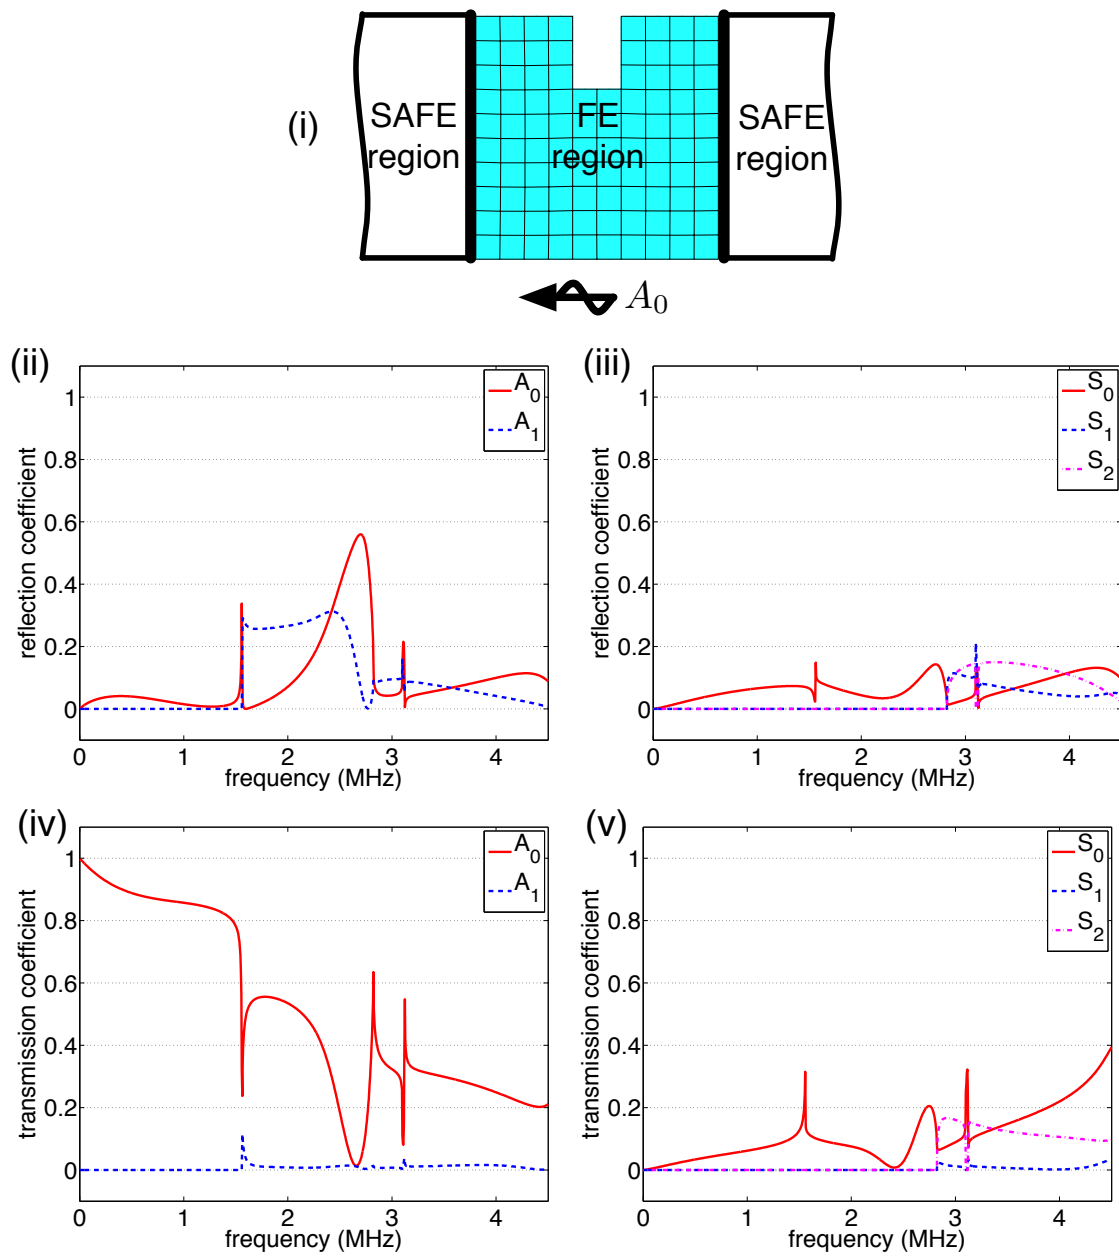 (i)
SAFE
region
FE
region
SAFE
region
A0
(ii)
reflection coefficient
1
0.8
0.6
0.4
0.2
0
0 1 2 3 4
frequency (MHz)
A0
A1
(iii)
reflection coefficient
1
0.8
0.6
0.4
0.2
0
0 1 2 3 4
frequency (MHz)
S0
S1
S2
(iv)
transmission coefficient
1
0.8
0.6
0.4
0.2
0
0 1 2 3 4
frequency (MHz)
A0
A1
(v)
transmission coefficient
1
0.8
0.6
0.4
0.2
0
0 1 2 3 4
frequency (MHz)
S0
S1
S2